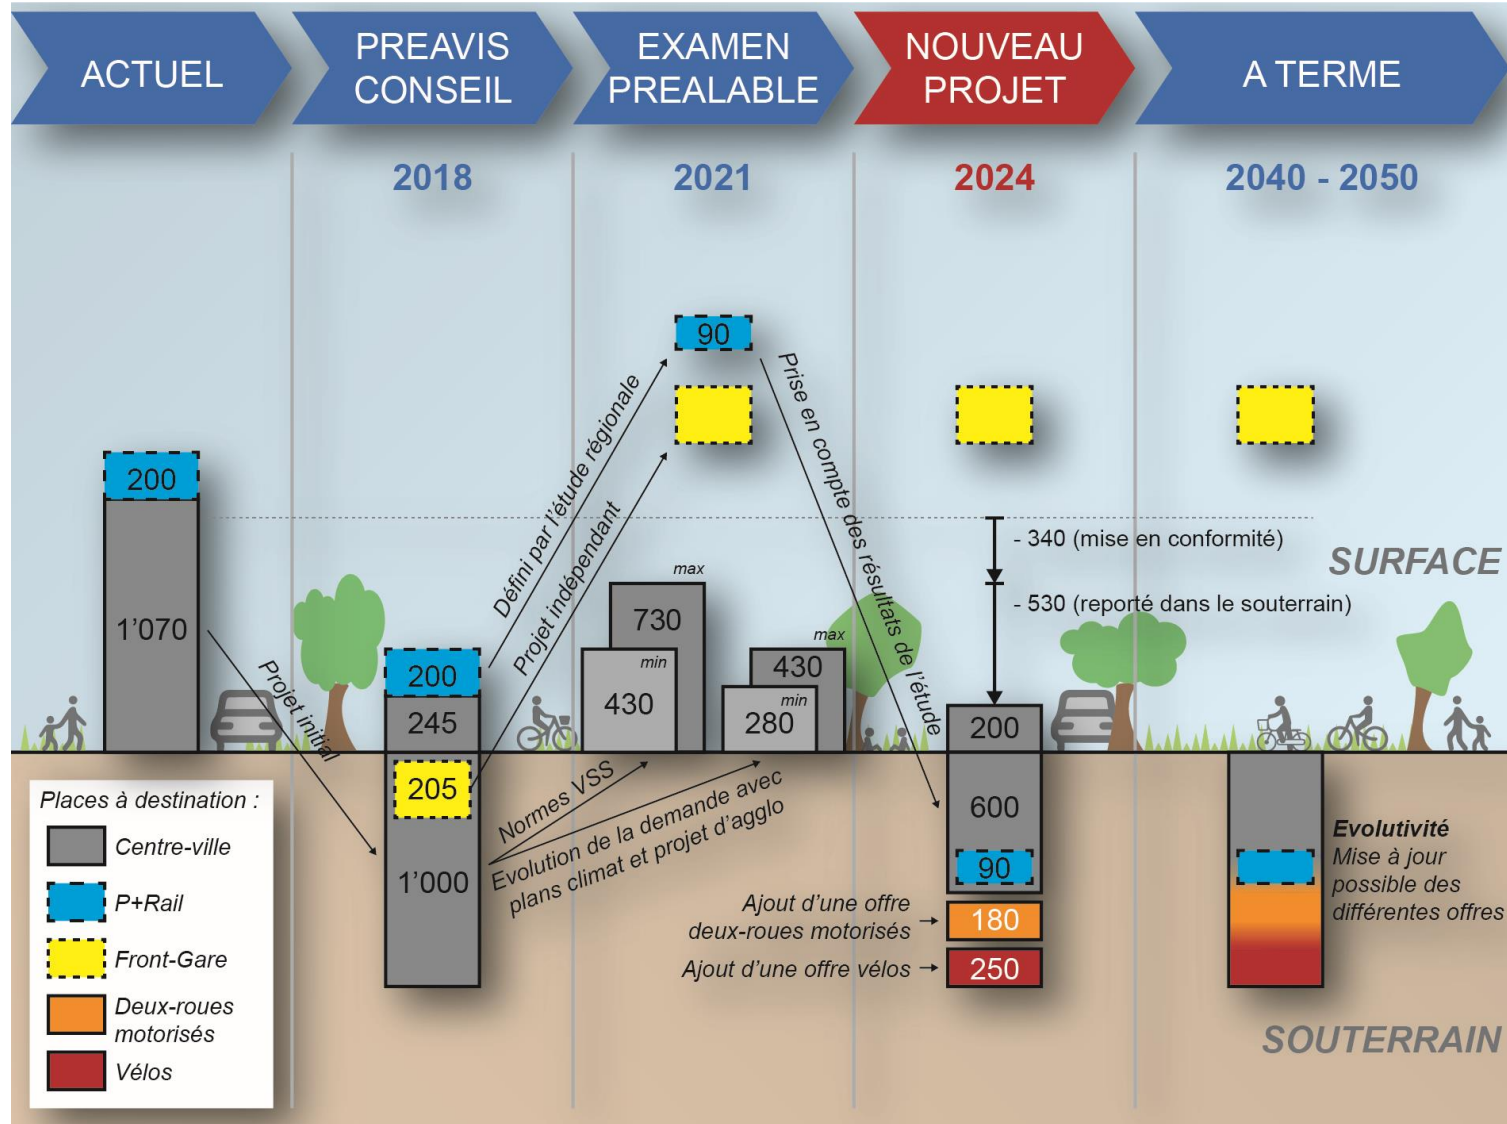 ACTUEL
PREAVIS
CONSEIL
EXAMEN
PREALABLE
NOUVEAU
PROJET
A TERME
2018
2021
2024
2040 - 2050
200
1'070
Projet initial
200
245
205
1'000
Défini par l'étude régionale
Projet indépendant
Normes VSS
Evolution de la demande avec
plans climat et projet d'agglo
90
max
730
min
430
max
430
min
280
Prise en compte des résultats de l'étude
- 340 (mise en conformité)
- 530 (reporté dans le souterrain)
SURFACE
200
600
90
Ajout d'une offre
deux-roues motorisés
180
Ajout d'une offre vélos
250
Evolutivité
Mise à jour
possible des
différentes offres
SOUTERRAIN
Places à destination :
Centre-ville
P+Rail
Front-Gare
Deux-roues
motorisés
Vélos